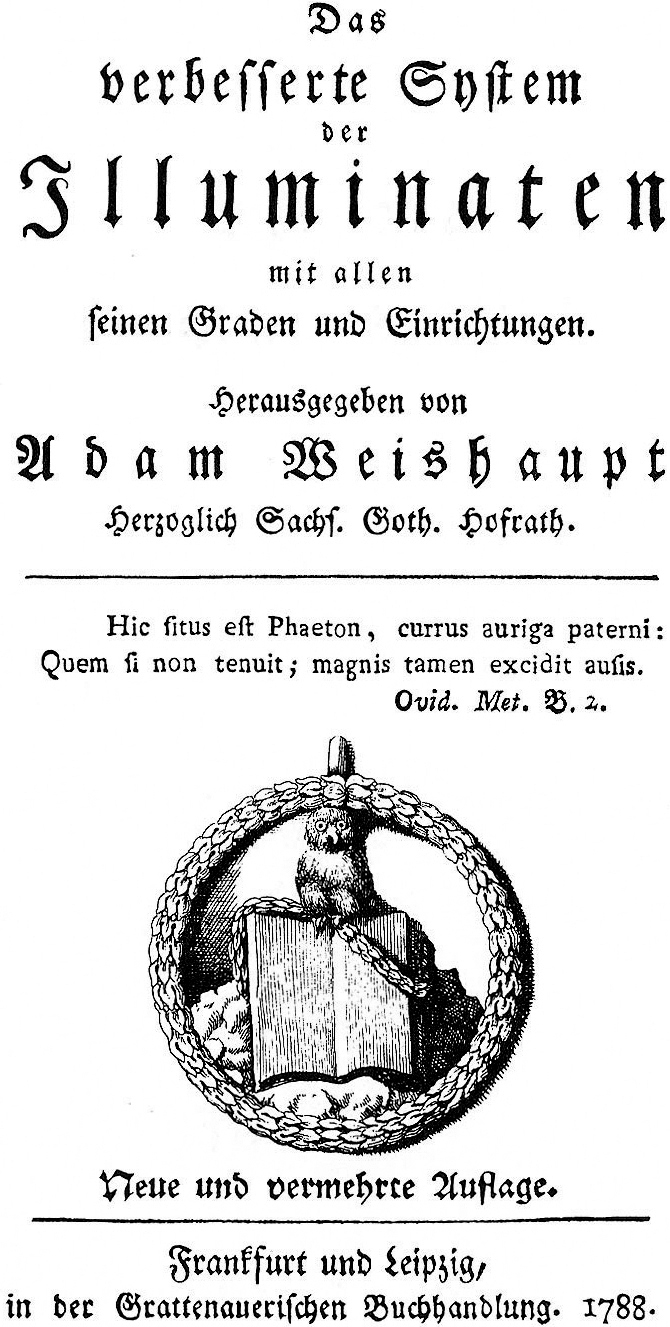 Das
verbeſſerte Syſtem
der
Illuminaten
mit allen
ſeinen Graden und Einrichtungen.
Herausgegeben von
Adam Weishaupt
Herzoglich Sachſ. Goth. Hofrath.
Hic ſitus eſt Phaeton, currus auriga paterni:
Quem ſi non tenuit; magnis tamen excidit auſis.
Ovid. Met. B. 2.
Neue und vermehrte Auflage.
Frankfurt und Leipzig,
in der Grattenaueriſchen Buchhandlung. 1788.